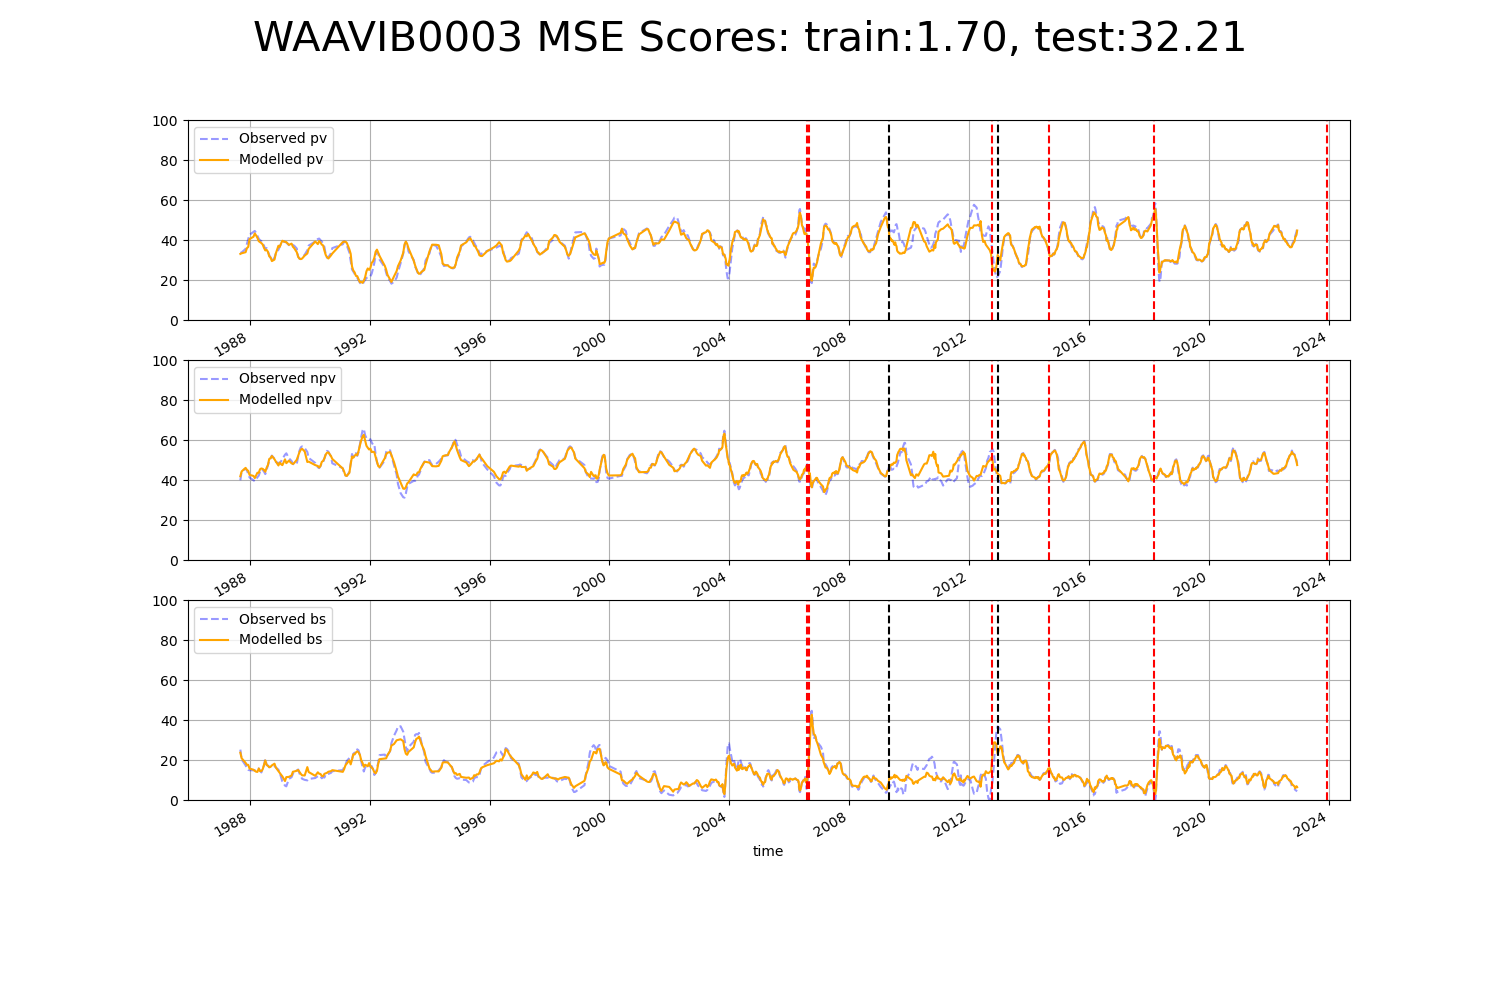 WAAVIB0003 MSE Scores: train:1.70, test:32.21
100
80
60
40
20
0
Observed pv
Modelled pv
1988 1992 1996 2000 2004 2008 2012 2016 2020 2024
100
80
60
40
20
0
Observed npv
Modelled npv
1988 1992 1996 2000 2004 2008 2012 2016 2020 2024
100
80
60
40
20
0
Observed bs
Modelled bs
1988 1992 1996 2000 2004 2008 2012 2016 2020 2024
time